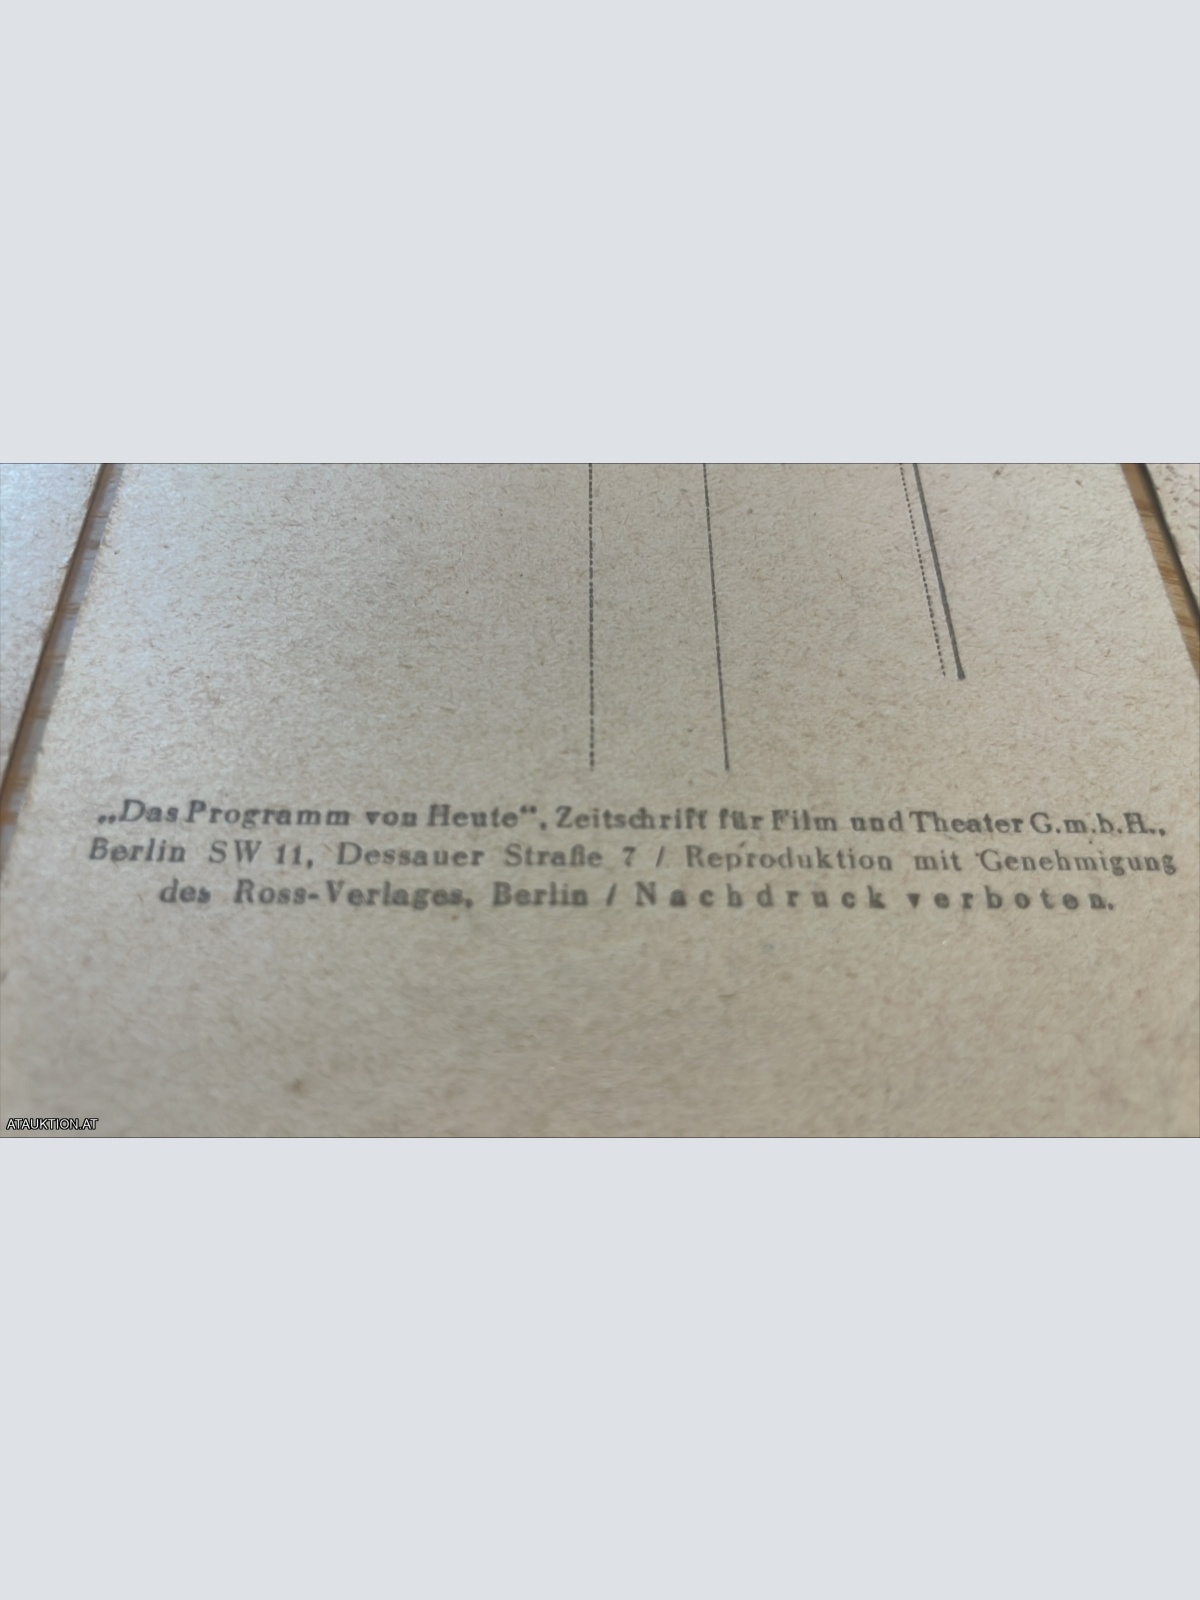 „Das Programm von Heute“, Zeitschrift für Film und Theater G.m.b.H.,
Berlin SW 11, Dessauer Straße 7 / Reproduktion mit Genehmigung
des Ross-Verlages, Berlin / Nachdruck verboten.
ATAUKTION.AT